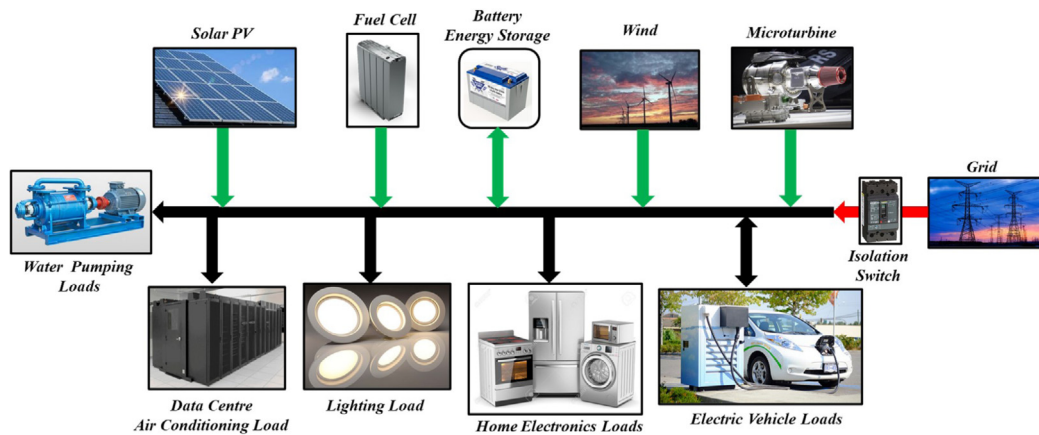 Solar PV
Fuel Cell
Battery
Energy Storage
Wind
Microturbine
RS
Grid
Isolation
Switch
Water Pumping
Loads
Data Centre
Air Conditioning Load
Lighting Load
Home Electronics Loads
Electric Vehicle Loads